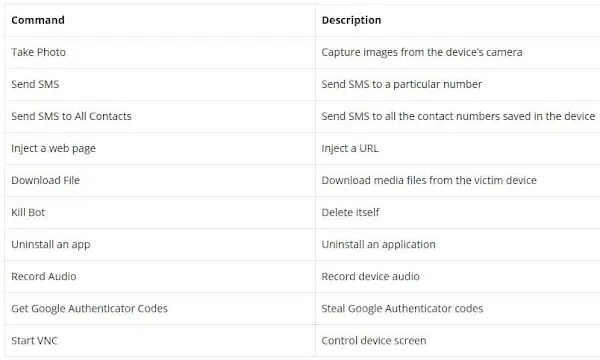 Command Description
Take Photo Capture images from the device's camera
Send SMS Send SMS to a particular number
Send SMS to All Contacts Send SMS to all the contact numbers saved in the device
Inject a web page Inject a URL
Download File Download media files from the victim device
Kill Bot Delete itself
Uninstall an app Uninstall an application
Record Audio Record device audio
Get Google Authenticator Codes Steal Google Authenticator codes
Start VNC Control device screen